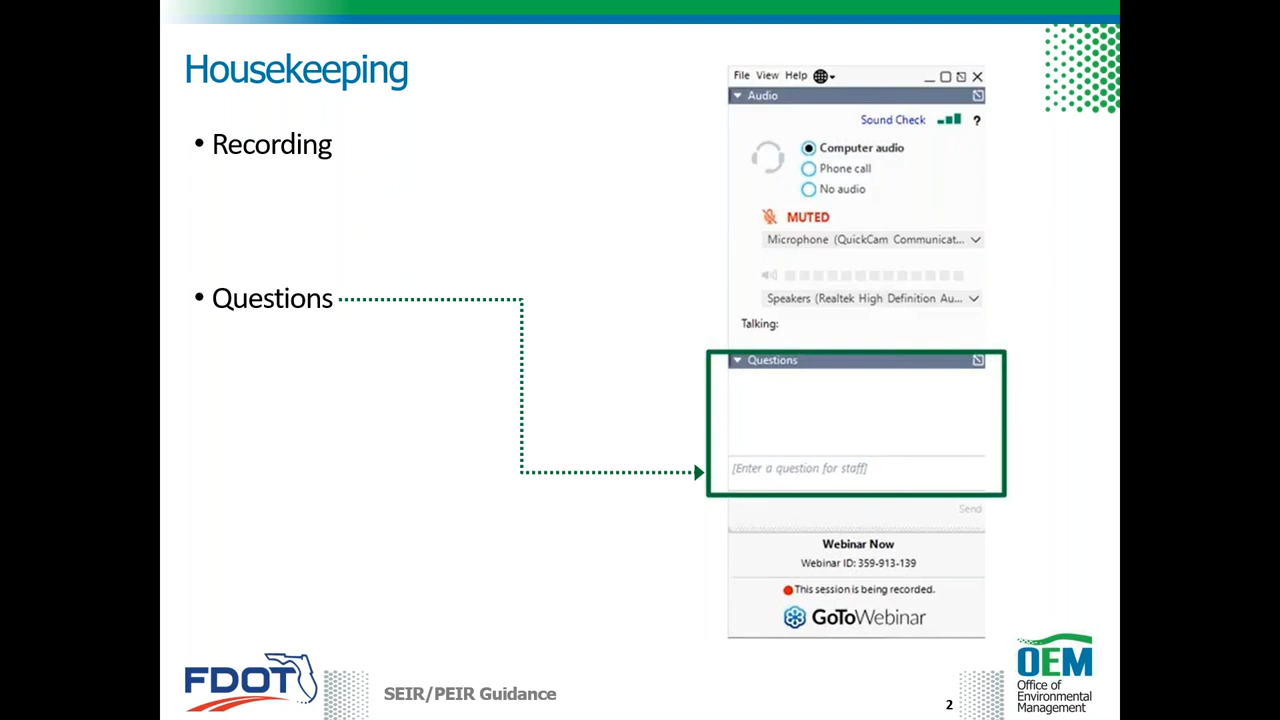 Housekeeping
• Recording
• Questions
File View Help
Audio
Sound Check ?
Computer audio
Phone call
No audio
MUTED
Microphone (QuickCam Communicat...
Speakers (Realtek High Definition Au...
Talking:
Questions
[Enter a question for staff]
Send
Webinar Now
Webinar ID: 359-913-139
This session is being recorded.
GoToWebinar
FDOT
SEIR/PEIR Guidance
2
OEM
Office of
Environmental
Management